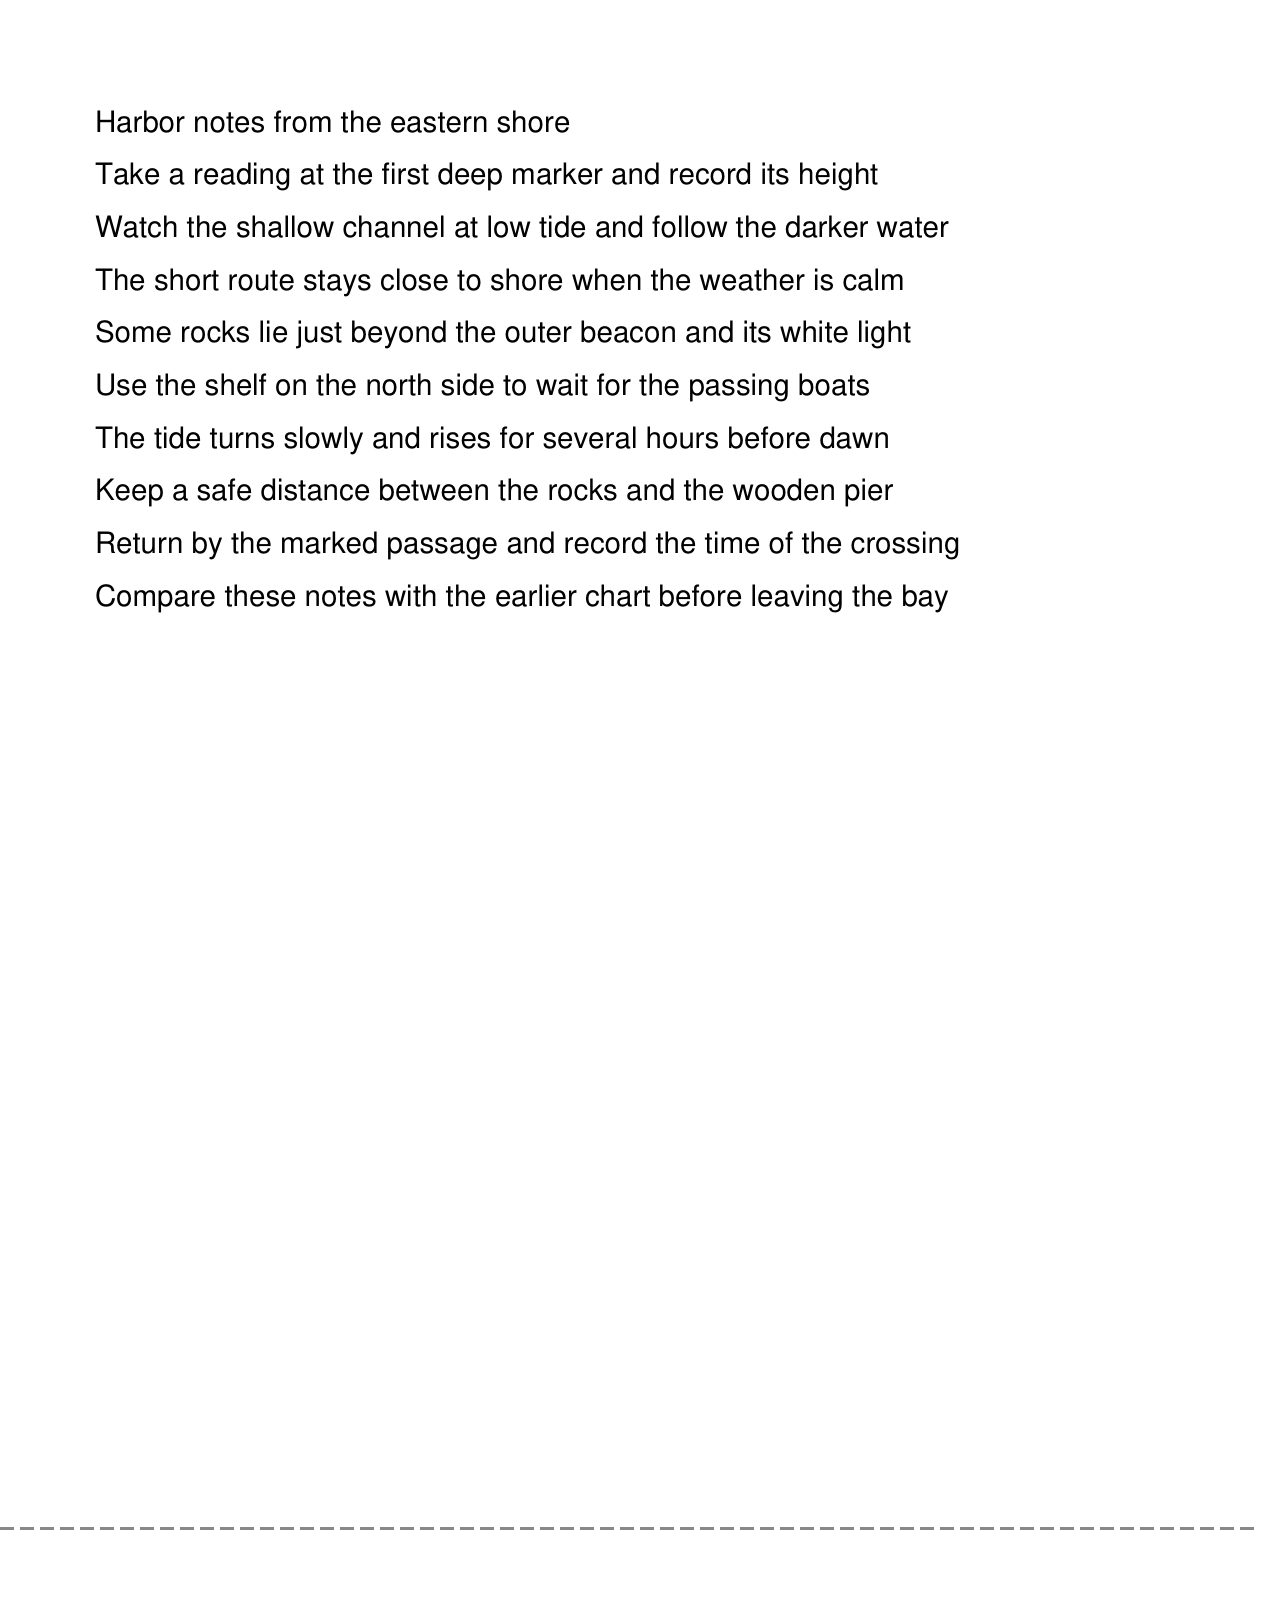 Harbor notes from the eastern shore
Take a reading at the first deep marker and record its height
Watch the shallow channel at low tide and follow the darker water
The short route stays close to shore when the weather is calm
Some rocks lie just beyond the outer beacon and its white light
Use the shelf on the north side to wait for the passing boats
The tide turns slowly and rises for several hours before dawn
Keep a safe distance between the rocks and the wooden pier
Return by the marked passage and record the time of the crossing
Compare these notes with the earlier chart before leaving the bay